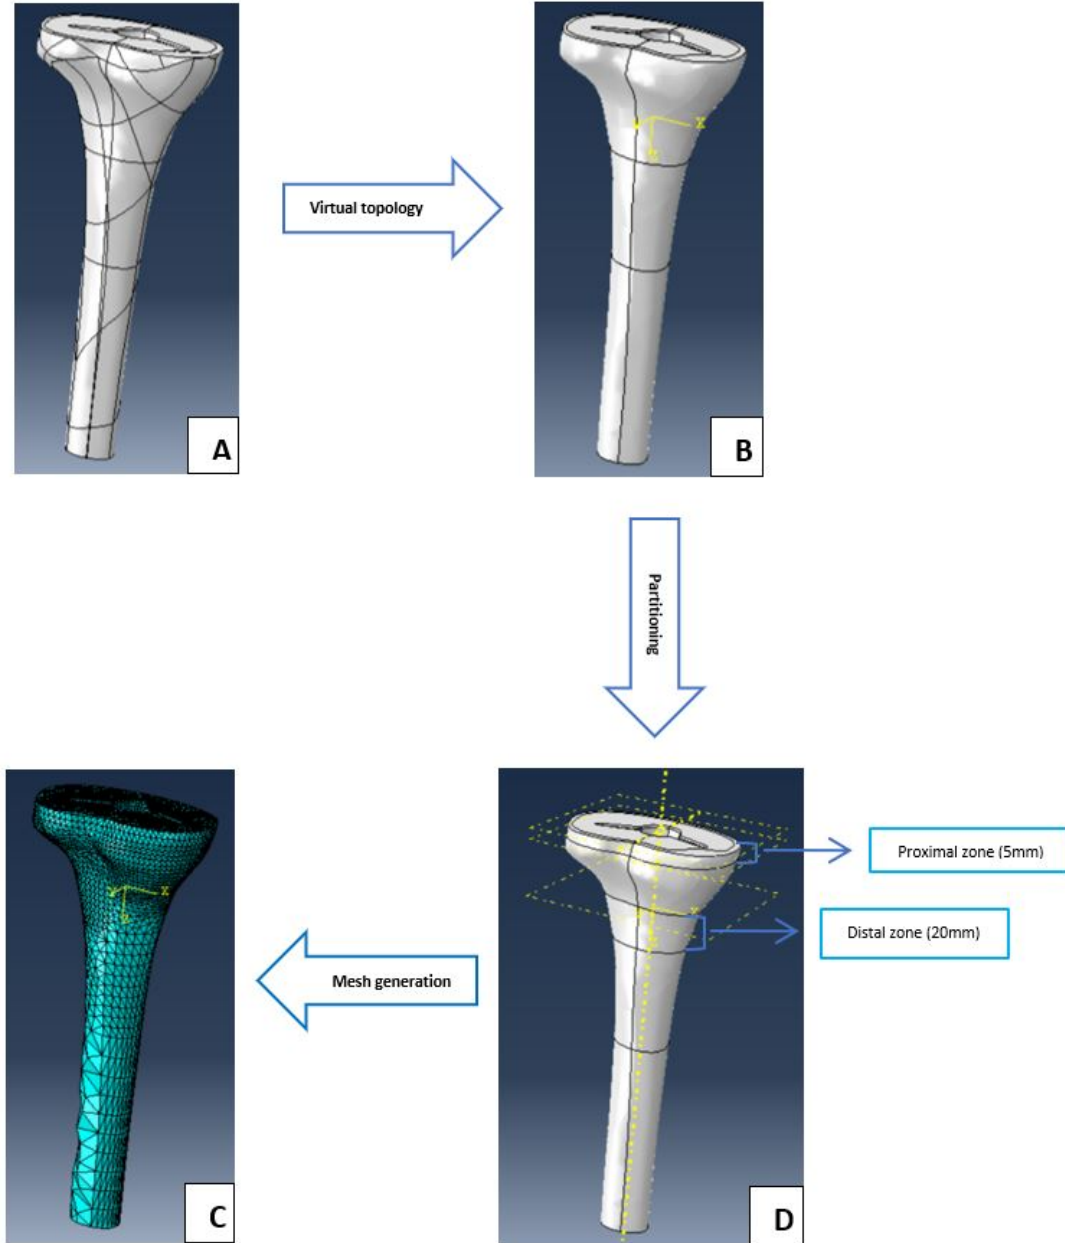 Virtual topology
A
B
X
Partitioning
Proximal zone (5mm)
Distal zone (20mm)
Mesh generation
X
C
D